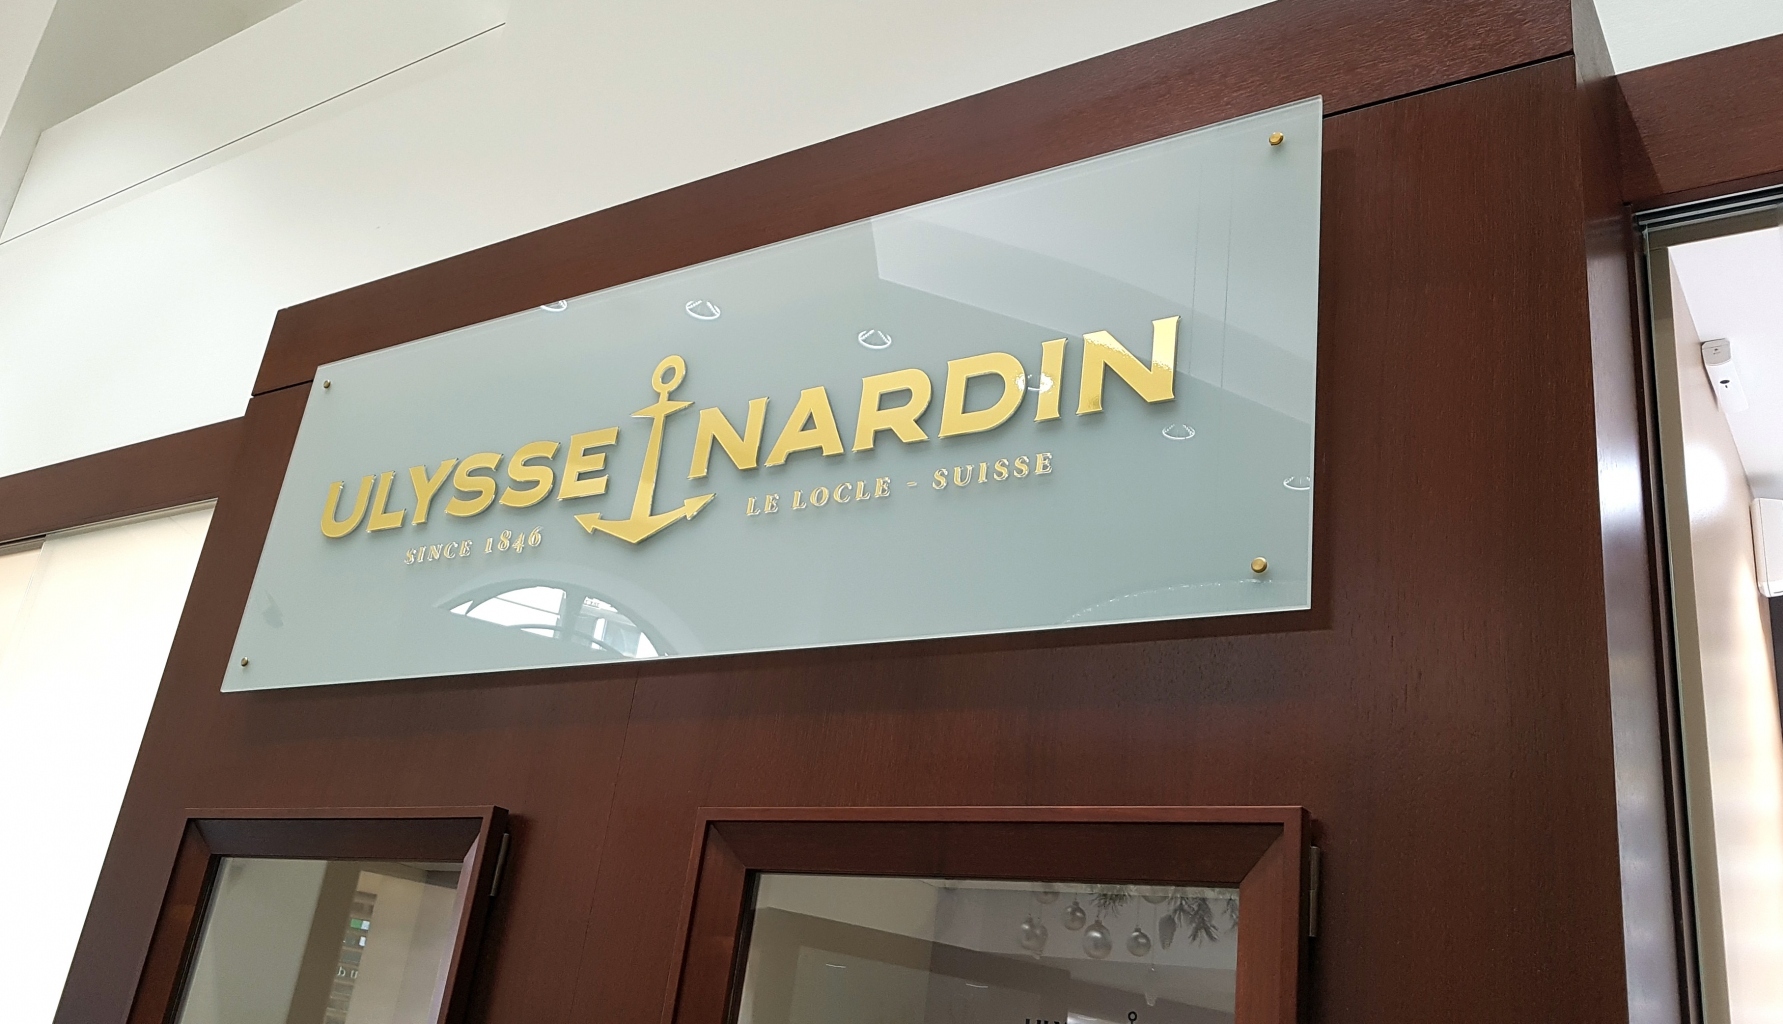 ULYSSE NARDIN
SINCE 1846
LE LOCLE - SUISSE